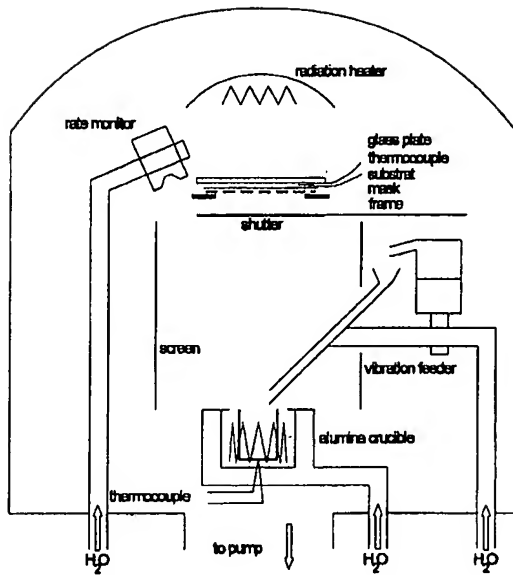 radiation heater
rate monitor
glass plate
thermocouple
substrat
mask
frame
shutter
screen
vibration feeder
alumina crucible
thermocouple
to pump
H2O
H2O
H2O